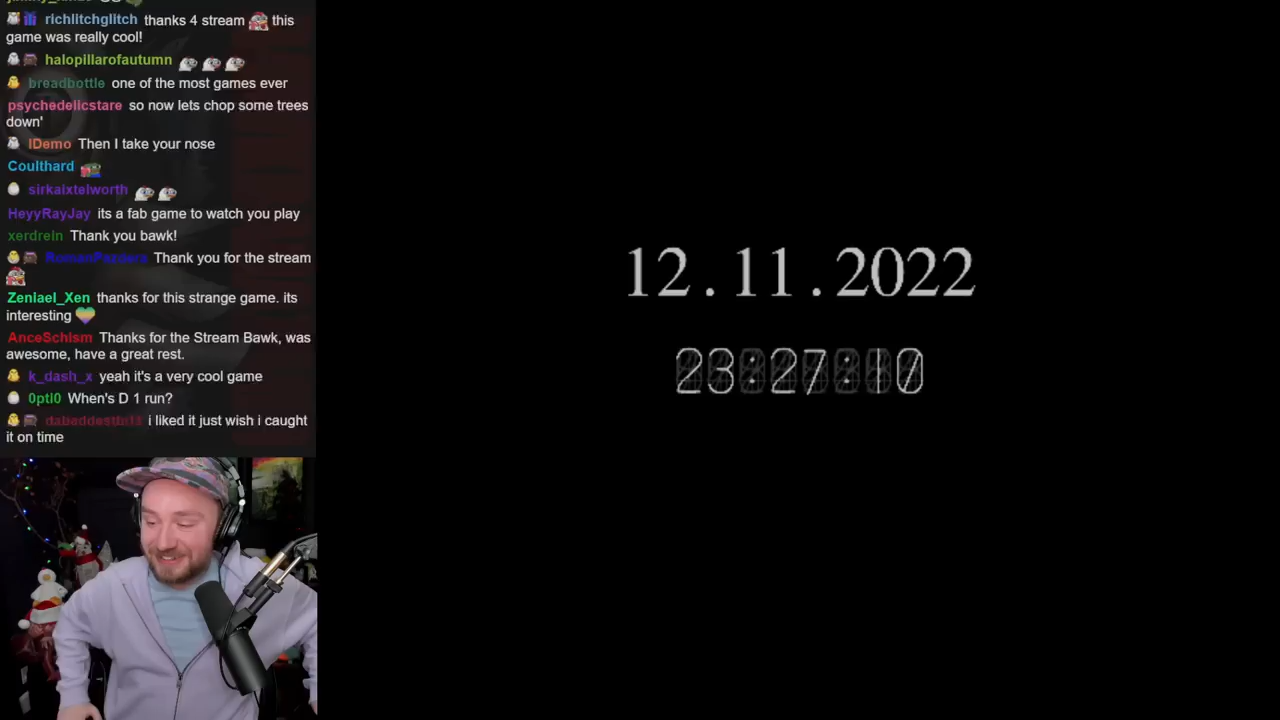 richlitchglitch thanks 4 stream this
game was really cool!
halopillarofautumn
breadbottle one of the most games ever
psychedelicstare so now lets chop some trees
down'
IDemo Then I take your nose
Coulthard
sirkaixtelworth
HeyyRayJay its a fab game to watch you play
xerdrein Thank you bawk!
Thank you for the stream
Zeniael_Xen thanks for this strange game. its
interesting
AnceSchism Thanks for the Stream Bawk, was
awesome, have a great rest.
k_dash_x yeah it's a very cool game
0ptI0 When's D 1 run?
i liked it just wish i caught
it on time
12.11.2022
23:27:10